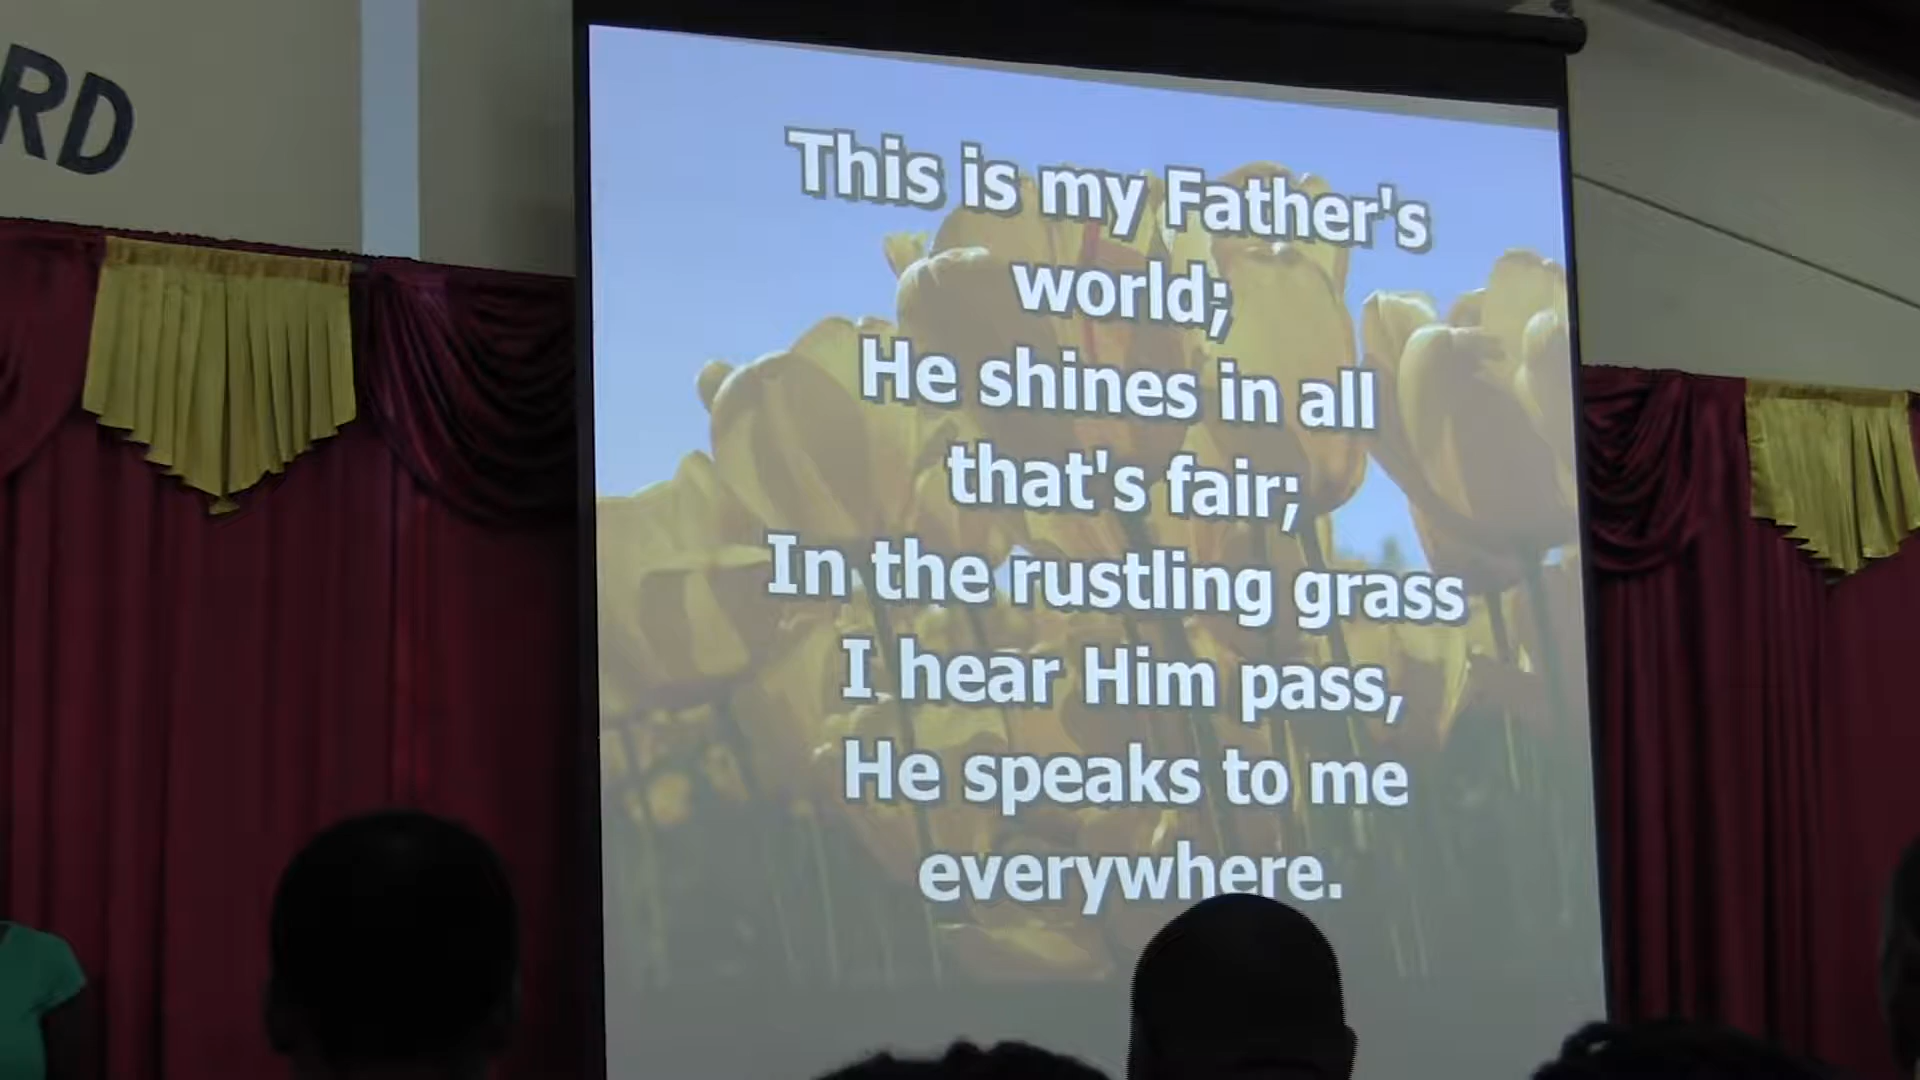 RD
This is my Father's
world;
He shines in all
that's fair;
In the rustling grass
I hear Him pass,
He speaks to me
everywhere.